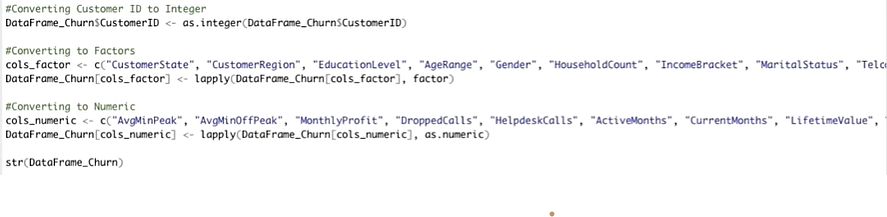 #Converting Customer ID to Integer
DataFrame_Churn$CustomerID <- as.integer(DataFrame_Churn$CustomerID)
#Converting to Factors
cols_factor <- c("CustomerState", "CustomerRegion", "EducationLevel", "AgeRange", "Gender", "HouseholdCount", "IncomeBracket", "MaritalStatus", "Telc
DataFrame_Churn[cols_factor] <- lapply(DataFrame_Churn[cols_factor], factor)
#Converting to Numeric
cols_numeric <- c("AvgMinPeak", "AvgMinOffPeak", "MonthlyProfit", "DroppedCalls", "HelpdeskCalls", "ActiveMonths", "CurrentMonths", "LifetimeValue", "
DataFrame_Churn[cols_numeric] <- lapply(DataFrame_Churn[cols_numeric], as.numeric)
str(DataFrame_Churn)